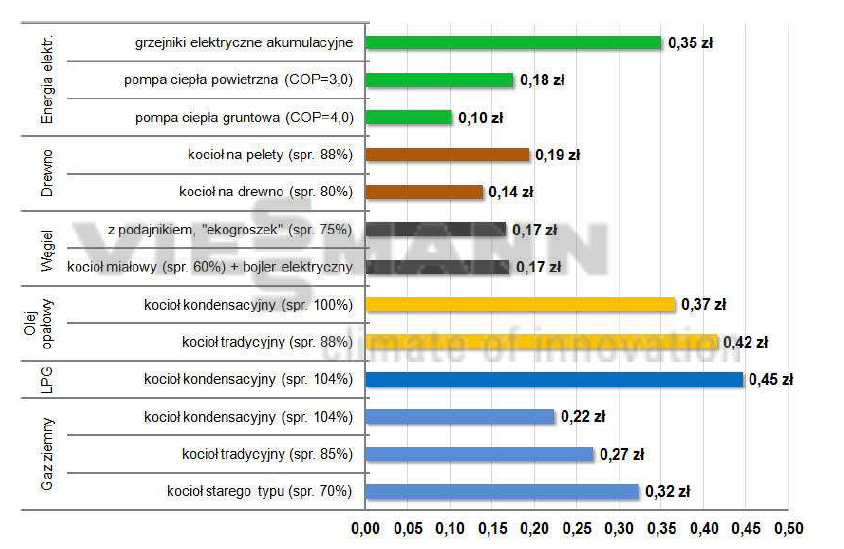 Energia elektr.
grzejniki elektryczne akumulacyjne 0,35 zł
pompa ciepła powietrzna (COP=3,0) 0,18 zł
pompa ciepła gruntowa (COP=4,0) 0,10 zł
Drewno
kocioł na pelety (spr. 88%) 0,19 zł
kocioł na drewno (spr. 80%) 0,14 zł
Węgiel
z podajnikiem, "ekogroszek" (spr. 75%) 0,17 zł
kocioł miałowy (spr. 60%) + bojler elektryczny 0,17 zł
VIESSMANN
Olej
opałowy
kocioł kondensacyjny (spr. 100%) 0,37 zł
kocioł tradycyjny (spr. 88%) 0,42 zł
climate of innovation
LPG
kocioł kondensacyjny (spr. 104%) 0,45 zł
Gaz ziemny
kocioł kondensacyjny (spr. 104%) 0,22 zł
kocioł tradycyjny (spr. 85%) 0,27 zł
kocioł starego typu (spr. 70%) 0,32 zł
0,00 0,05 0,10 0,15 0,20 0,25 0,30 0,35 0,40 0,45 0,50